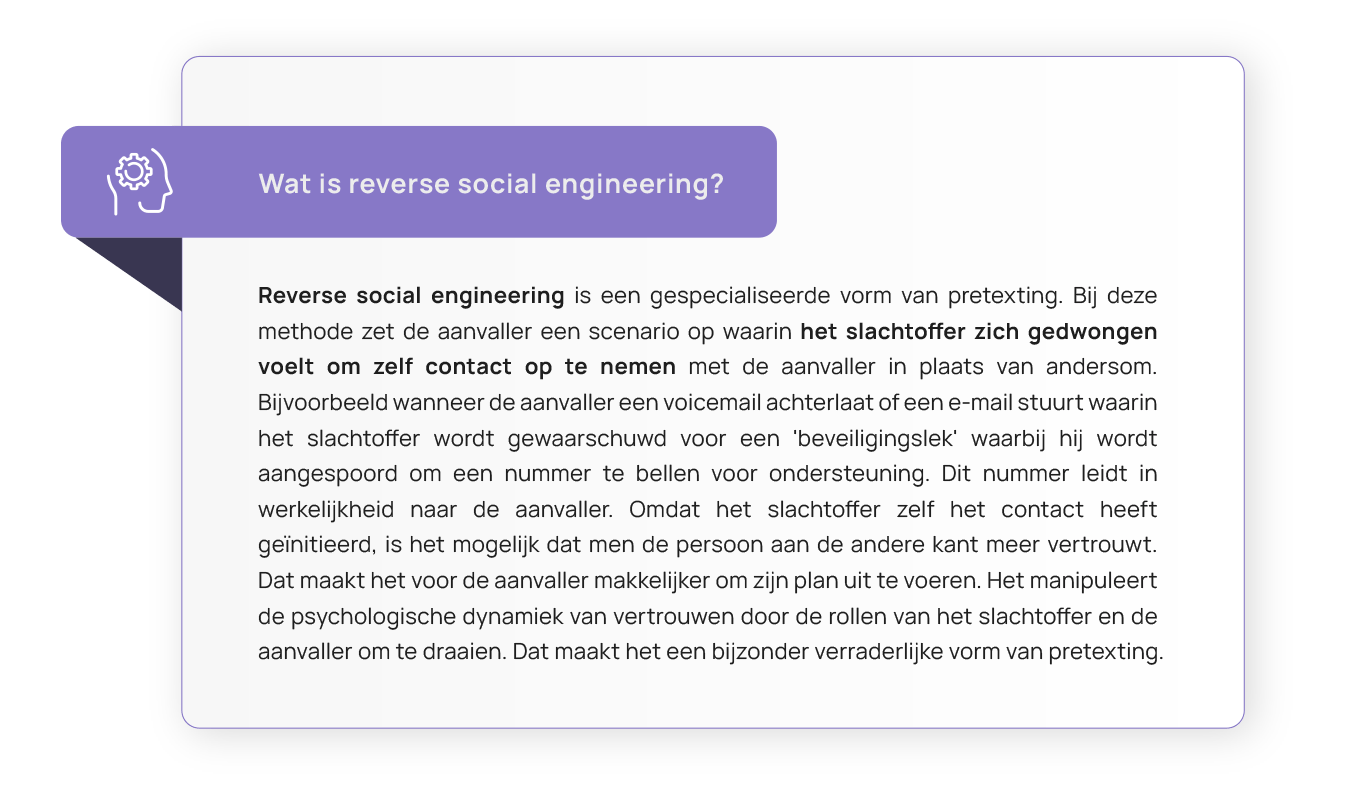 Wat is reverse social engineering?
Reverse social engineering is een gespecialiseerde vorm van pretexting. Bij deze
methode zet de aanvaller een scenario op waarin het slachtoffer zich gedwongen
voelt om zelf contact op te nemen met de aanvaller in plaats van andersom.
Bijvoorbeeld wanneer de aanvaller een voicemail achterlaat of een e-mail stuurt waarin
het slachtoffer wordt gewaarschuwd voor een 'beveiligingslek' waarbij hij wordt
aangespoord om een nummer te bellen voor ondersteuning. Dit nummer leidt in
werkelijkheid naar de aanvaller. Omdat het slachtoffer zelf het contact heeft
geïnitieerd, is het mogelijk dat men de persoon aan de andere kant meer vertrouwt.
Dat maakt het voor de aanvaller makkelijker om zijn plan uit te voeren. Het manipuleert
de psychologische dynamiek van vertrouwen door de rollen van het slachtoffer en de
aanvaller om te draaien. Dat maakt het een bijzonder verraderlijke vorm van pretexting.